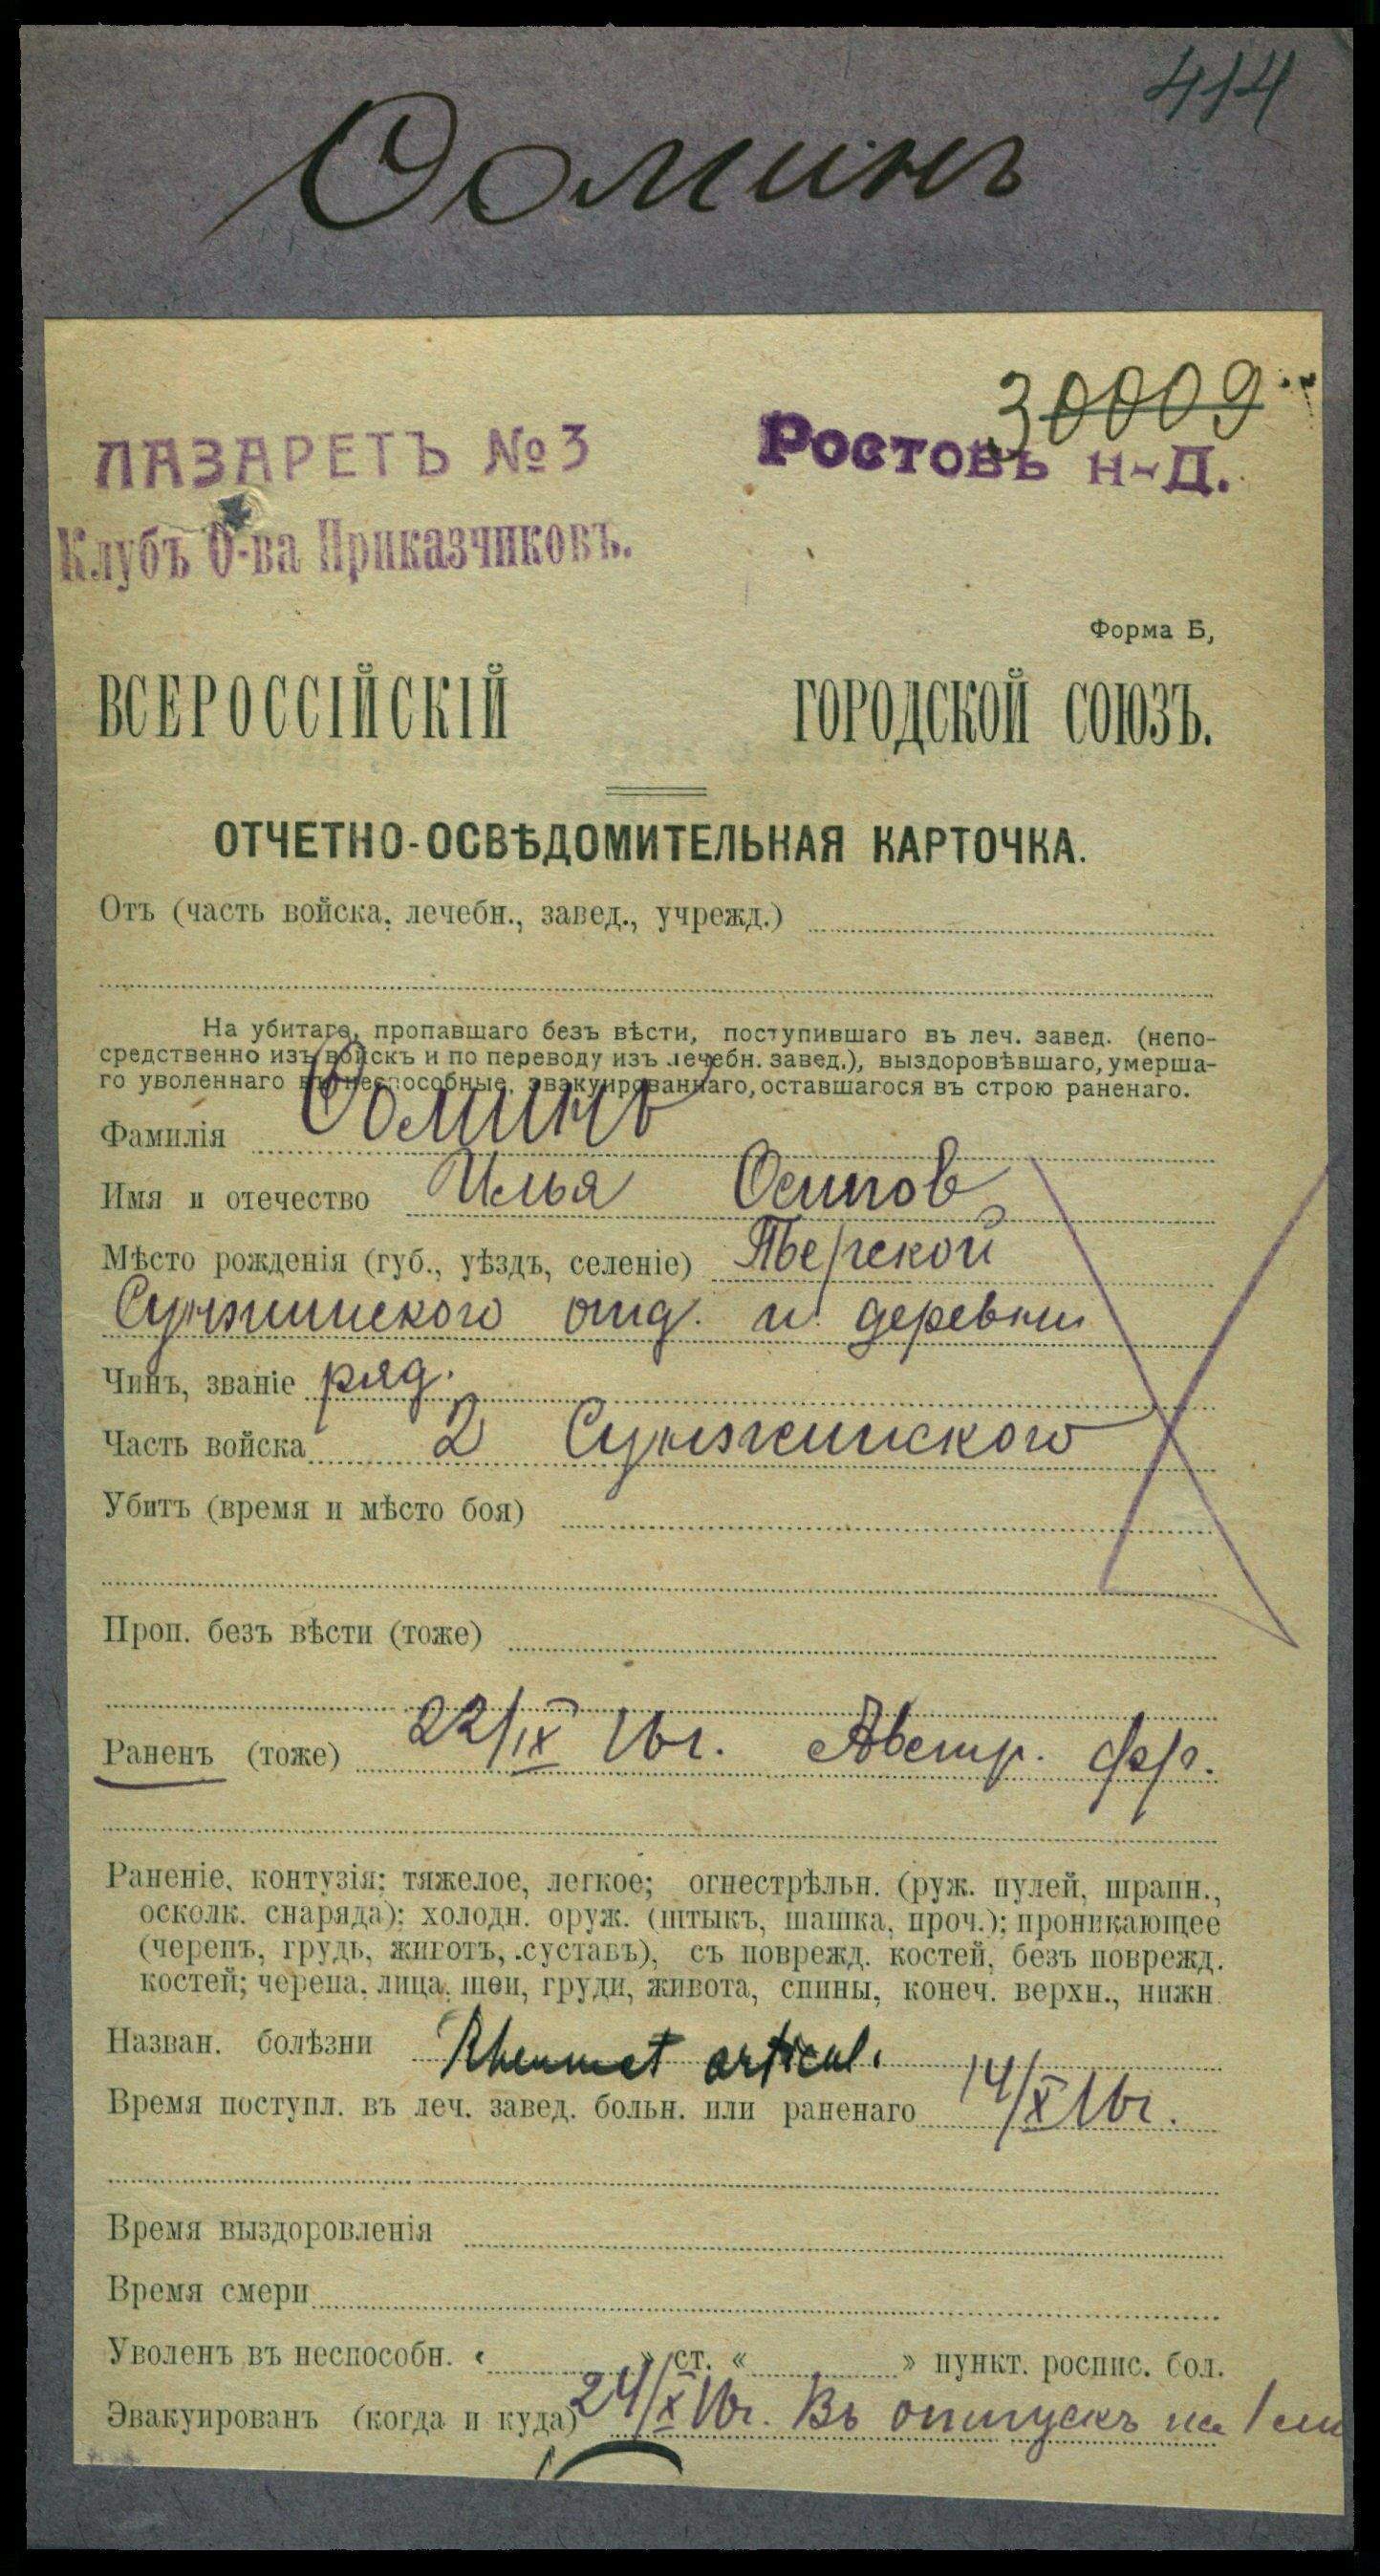 414
Ѳоминъ
30009
ЛАЗАРЕТЪ №3
Ростовъ н-Д.
Клубъ О-ва Приказчиковъ.
Форма Б,
ВСЕРОССІЙСКІЙ ГОРОДСКОЙ СОЮЗЪ.
ОТЧЕТНО-ОСВѢДОМИТЕЛЬНАЯ КАРТОЧКА.
Отъ (часть войска, лечебн., завед., учрежд.)
На убитаго, пропавшаго безъ вѣсти, поступившаго въ леч. завед. (непо-
средственно изъ войскъ и по переводу изъ лечебн. завед.), выздоровѣвшаго, умерша-
го уволеннаго въ неспособные, эвакуированнаго, оставшагося въ строю раненаго.
Фамилія Ѳоминъ
Имя и отечество Илья Осипов
Мѣсто рожденія (губ., уѣздъ, селеніе) Терской
Сунженского отд. и деревни
Чинъ, званіе ряд.
Часть войска 2 Сунженского
Убитъ (время и мѣсто боя)
Проп. безъ вѣсти (тоже)
Раненъ (тоже) 22/IX 16г. Австр. фр.
Раненіе, контузія; тяжелое, легкое; огнестрѣльн. (руж. пулей, шрапн.,
осколк. снаряда); холодн. оруж. (штыкъ, шашка, проч.); проникающее
(черепъ, грудь, животъ, суставъ), съ поврежд. костей, безъ поврежд.
костей; черепа, лица, шеи, груди, живота, спины, конеч. верхн., нижн.
Назван. болѣзни Rheumat articul.
Время поступл. въ леч. завед. больн. или раненаго 14/X 16г.
Время выздоровленія
Время смерп
Уволенъ въ неспособн. « » ст. « » пункт. роспис. бол.
Эвакуированъ (когда и куда) 24/X 16г. Въ отпускъ на 1